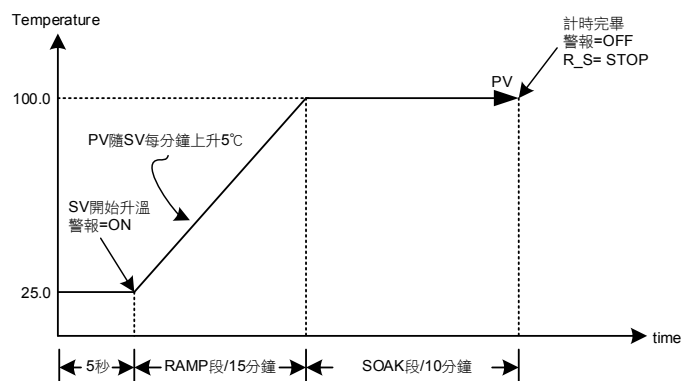 Temperature
計時完畢
警報=OFF
R_S= STOP
PV
100.0
PV隨SV每分鐘上升5℃
SV開始升溫
警報=ON
25.0
time
5秒
RAMP段/15分鐘
SOAK段/10分鐘